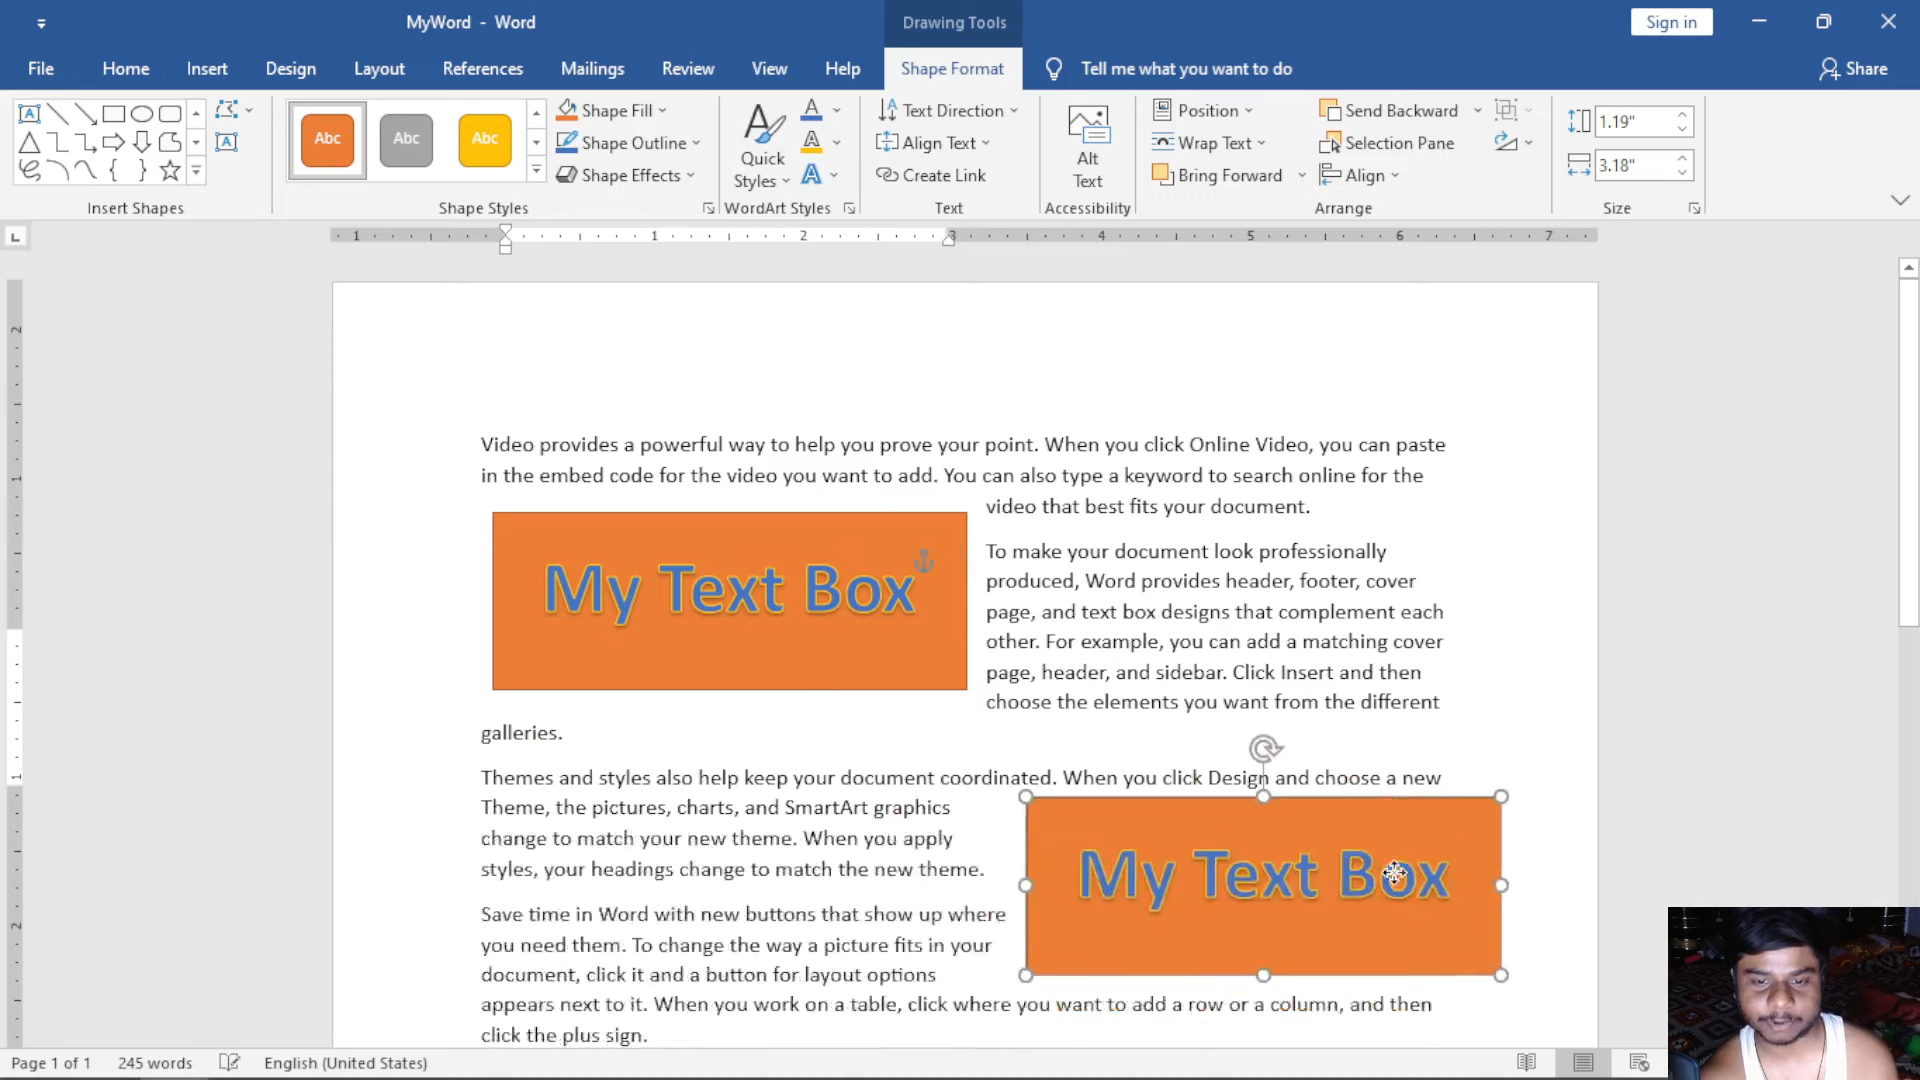 MyWord - Word
Drawing Tools
Sign in
File Home Insert Design Layout References Mailings Review View Help Shape Format Tell me what you want to do Share
Abc Abc Abc
Shape Fill
Shape Outline
Shape Effects
Quick Styles
Text Direction
Align Text
Create Link
Alt Text
Position
Wrap Text
Bring Forward
Send Backward
Selection Pane
Align
1.19"
3.18"
Insert Shapes Shape Styles WordArt Styles Text Accessibility Arrange Size
1 1 2 3 4 5 6 7
Video provides a powerful way to help you prove your point. When you click Online Video, you can paste
in the embed code for the video you want to add. You can also type a keyword to search online for the
video that best fits your document.
My Text Box
To make your document look professionally
produced, Word provides header, footer, cover
page, and text box designs that complement each
other. For example, you can add a matching cover
page, header, and sidebar. Click Insert and then
choose the elements you want from the different
galleries.
Themes and styles also help keep your document coordinated. When you click Design and choose a new
Theme, the pictures, charts, and SmartArt graphics
change to match your new theme. When you apply
styles, your headings change to match the new theme.
My Text Box
Save time in Word with new buttons that show up where
you need them. To change the way a picture fits in your
document, click it and a button for layout options
appears next to it. When you work on a table, click where you want to add a row or a column, and then
click the plus sign.
2
1
1
2
Page 1 of 1 245 words English (United States)